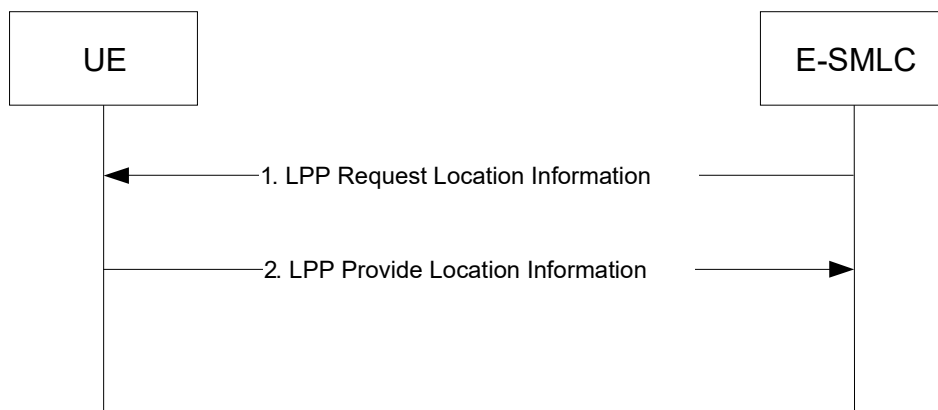 UE
E-SMLC
1. LPP Request Location Information
2. LPP Provide Location Information